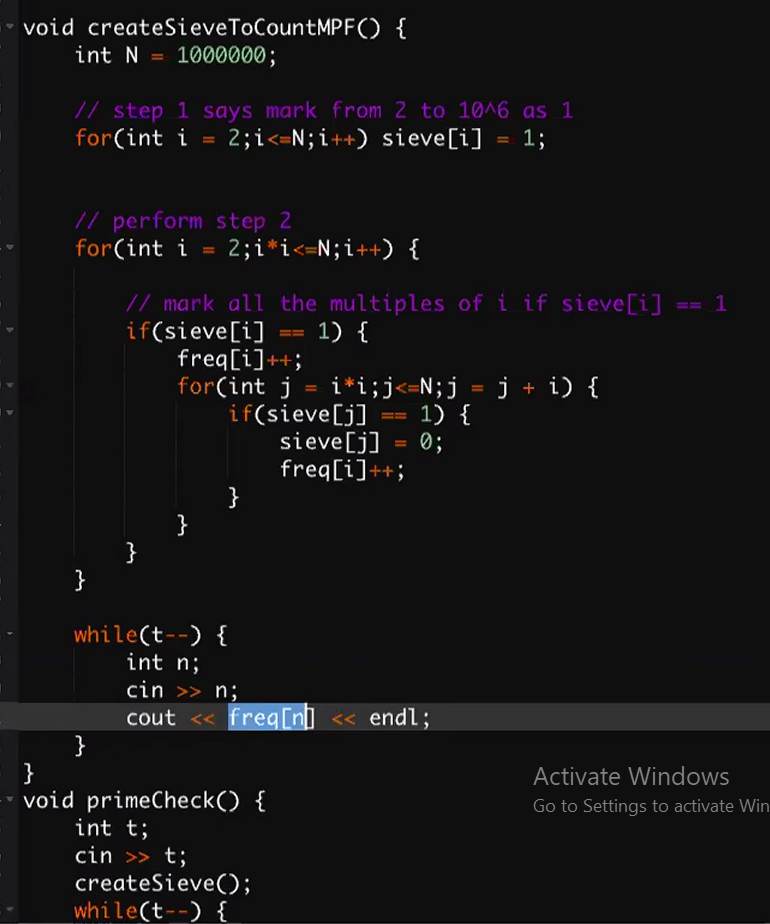 void createSieveToCountMPF() {
    int N = 1000000;
    // step 1 says mark from 2 to 10^6 as 1
    for(int i = 2;i<=N;i++) sieve[i] = 1;
    // perform step 2
    for(int i = 2;i*i<=N;i++) {
        // mark all the multiples of i if sieve[i] == 1
        if(sieve[i] == 1) {
            freq[i]++;
            for(int j = i*i;j<=N;j = j + i) {
                if(sieve[j] == 1) {
                    sieve[j] = 0;
                    freq[i]++;
                }
            }
        }
    }
    while(t--) {
        int n;
        cin >> n;
        cout << freq[n] << endl;
    }
}
Activate Windows
void primeCheck() {
Go to Settings to activate Win
    int t;
    cin >> t;
    createSieve();
    while(t--) {